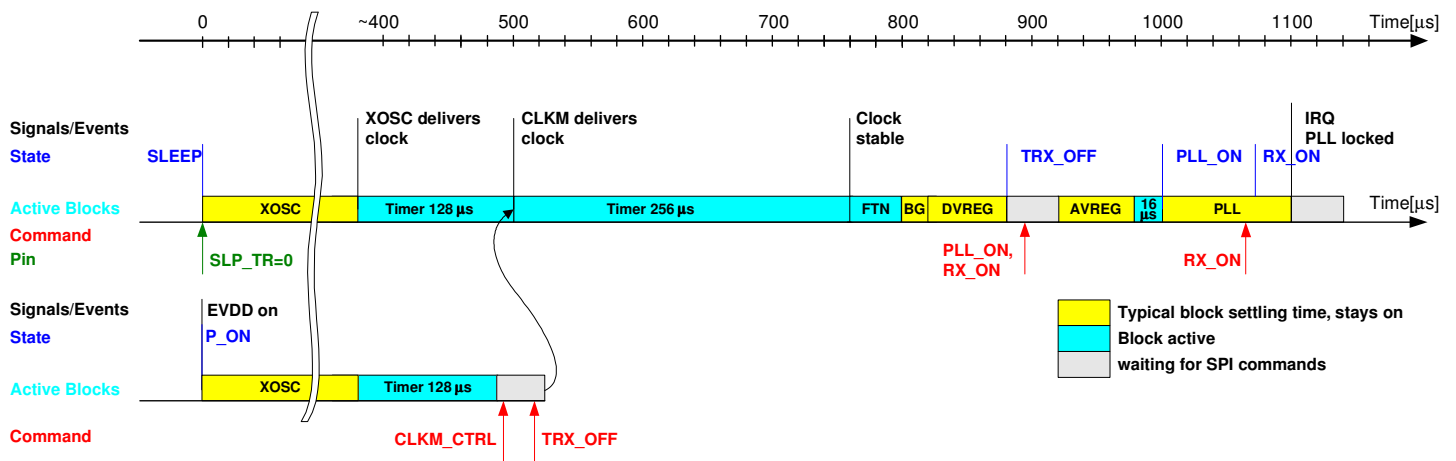 0 ~400 500 600 700 800 900 1000 1100 Time[µs]
Signals/Events
XOSC delivers
clock
CLKM delivers
clock
Clock
stable
IRQ
PLL locked
State SLEEP TRX_OFF PLL_ON RX_ON
Active Blocks XOSC Timer 128 µs Timer 256 µs FTN BG DVREG AVREG 16 µs PLL Time[µs]
Command
Pin SLP_TR=0
PLL_ON,
RX_ON
RX_ON
Signals/Events EVDD on
State P_ON
Active Blocks XOSC Timer 128 µs
Command CLKM_CTRL TRX_OFF
Typical block settling time, stays on
Block active
waiting for SPI commands